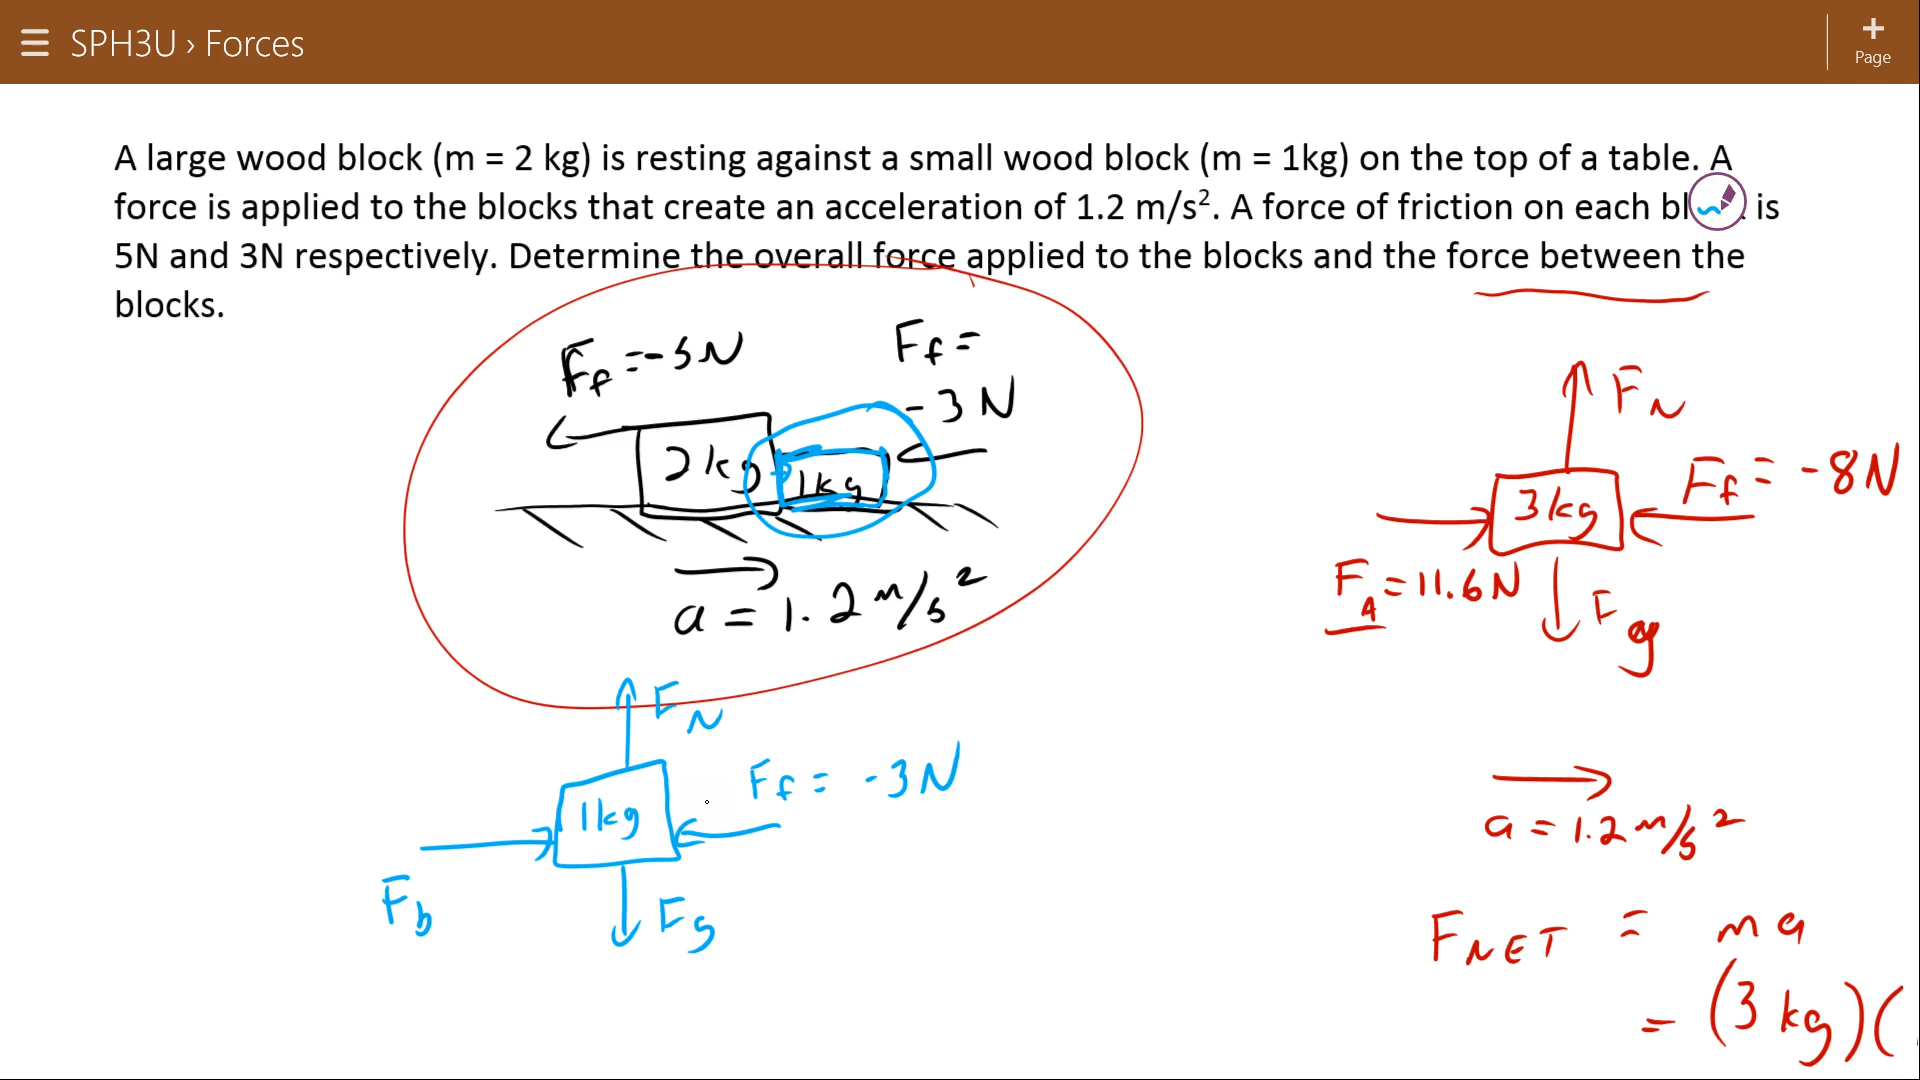 SPH3U › Forces
+
Page
A large wood block (m = 2 kg) is resting against a small wood block (m = 1kg) on the top of a table. A
force is applied to the blocks that create an acceleration of 1.2 m/s². A force of friction on each bl is
5N and 3N respectively. Determine the overall force applied to the blocks and the force between the
blocks.
Ff = -5N
Ff =
-3N
2kg
1kg
a = 1.2 m/s²
FN
Ff = -8N
3kg
FA = 11.6N
Fg
FN
Ff = -3N
1kg
Fb
Fg
a = 1.2 m/s²
FNET = ma
= (3 kg)(